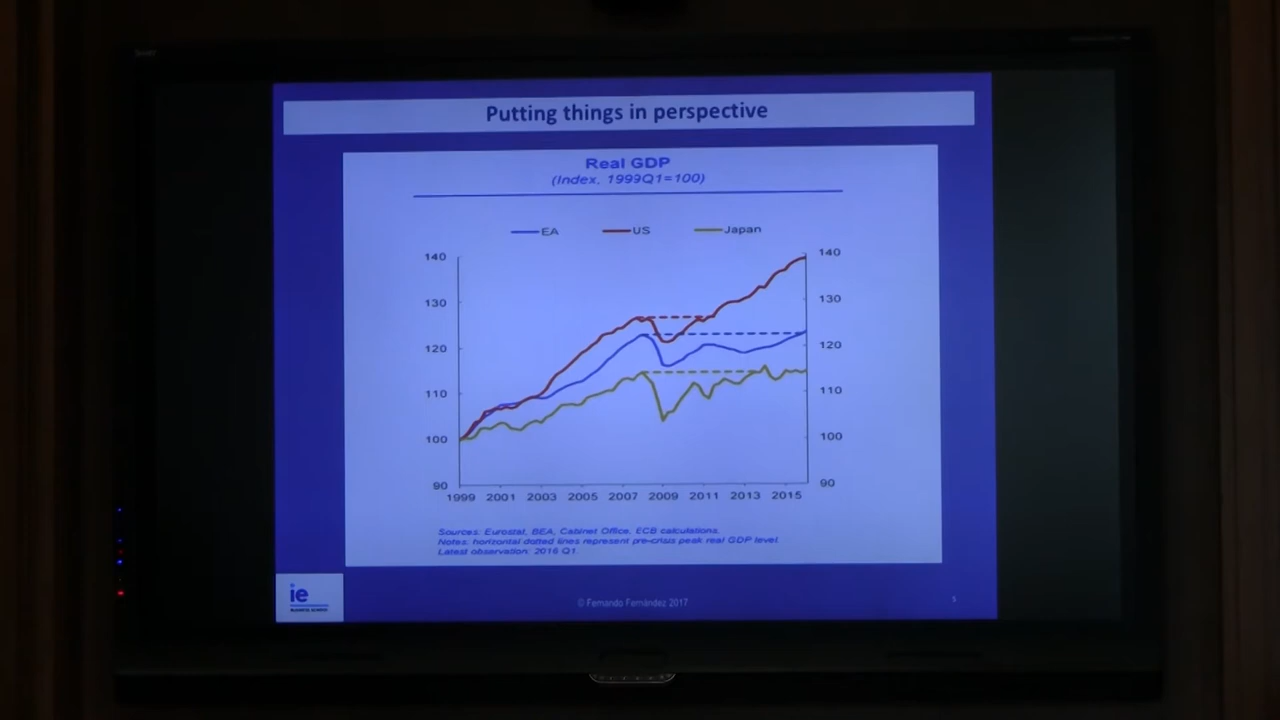 Putting things in perspective
Real GDP
(Index, 1999Q1=100)
EA US Japan
140 140
130 130
120 120
110 110
100 100
90 90
1999 2001 2003 2005 2007 2009 2011 2013 2015
Sources: Eurostat, BEA, Cabinet Office, ECB calculations.
Notes: horizontal dotted lines represent pre-crisis peak real GDP level.
Latest observation: 2016 Q1.
ie
BUSINESS SCHOOL
© Fernando Fernández 2017
5